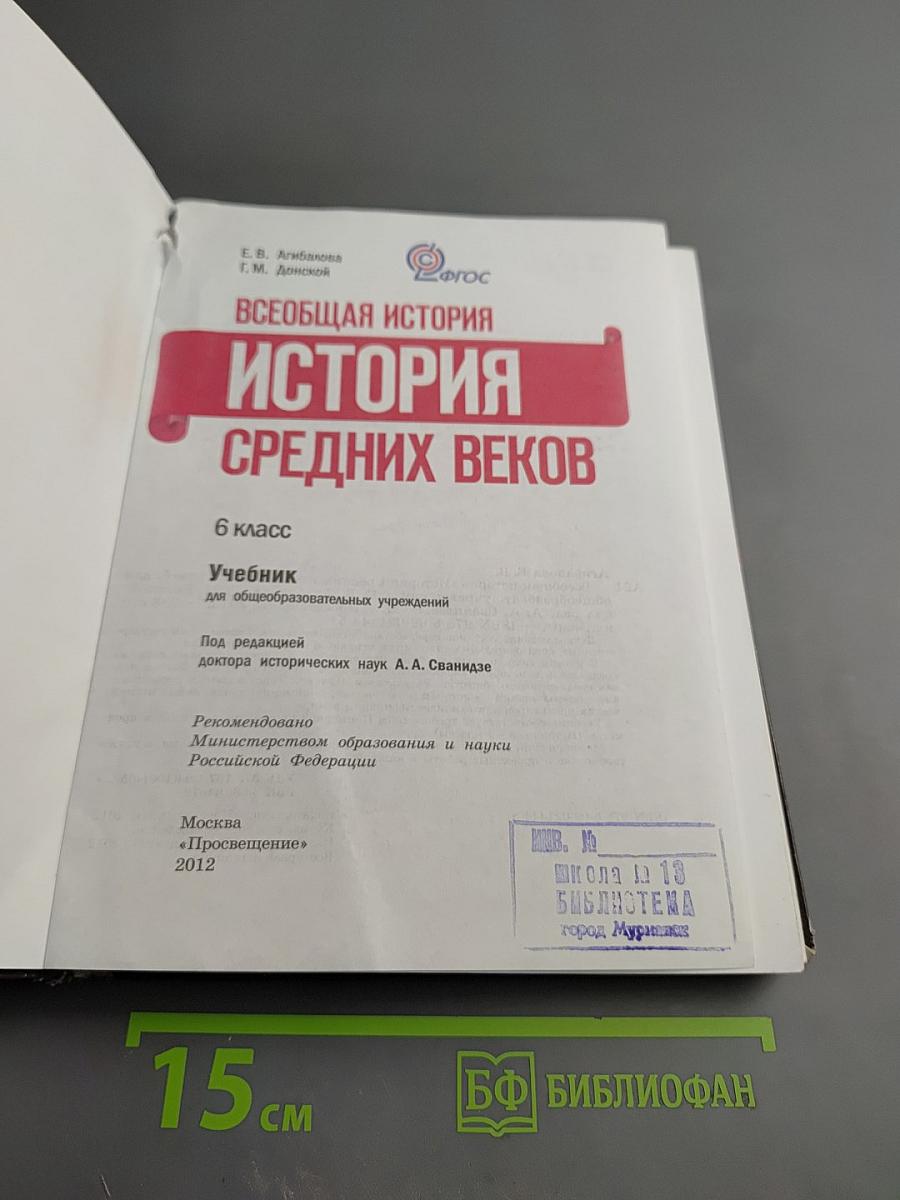 Е. В. Агибалова
Г. М. Донской
ФГОС
ВСЕОБЩАЯ ИСТОРИЯ
ИСТОРИЯ
СРЕДНИХ ВЕКОВ
6 класс
Учебник
для общеобразовательных учреждений
Под редакцией
доктора исторических наук А. А. Сванидзе
Рекомендовано
Министерством образования и науки
Российской Федерации
Москва
«Просвещение»
2012
ИНВ. №
школа № 13
БИБЛИОТЕКА
город Мурманск
15 см
БФ БИБЛИОФАН